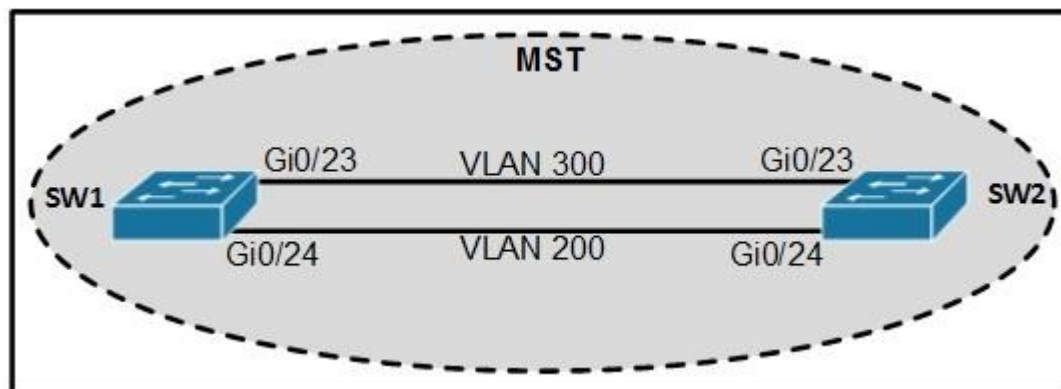 MST
Gi0/23 VLAN 300 Gi0/23
SW1 SW2
Gi0/24 VLAN 200 Gi0/24